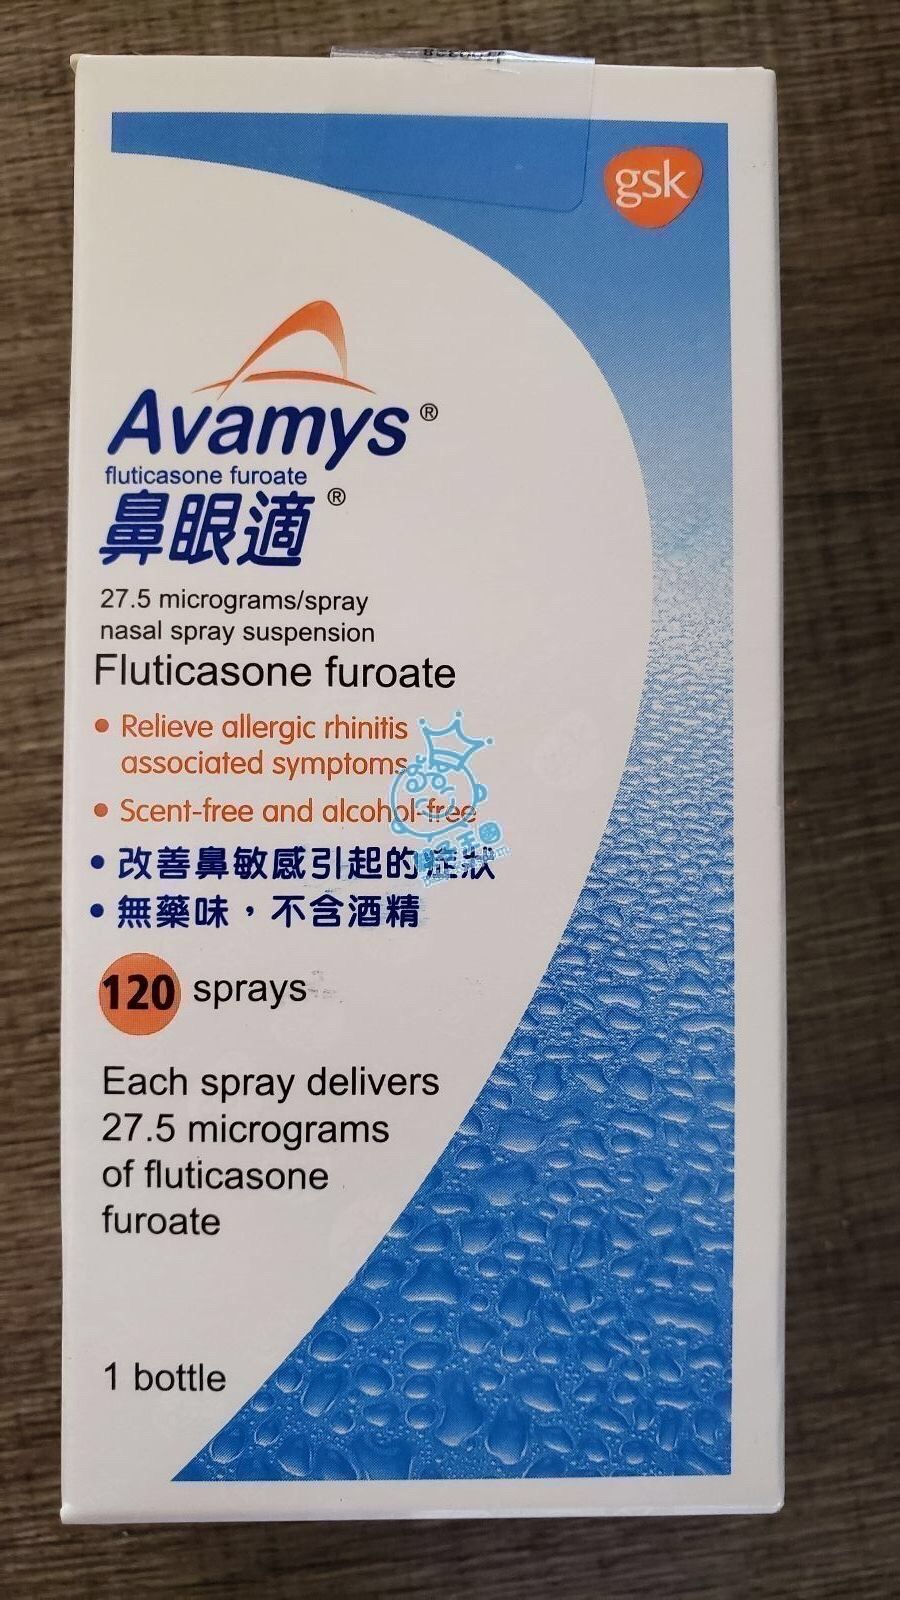 gsk
Avamys®
fluticasone furoate
鼻眼適®
27.5 micrograms/spray
nasal spray suspension
Fluticasone furoate
• Relieve allergic rhinitis
associated symptoms
• Scent-free and alcohol-free
• 改善鼻敏感引起的症狀
• 無藥味，不含酒精
120 sprays
Each spray delivers
27.5 micrograms
of fluticasone
furoate
1 bottle